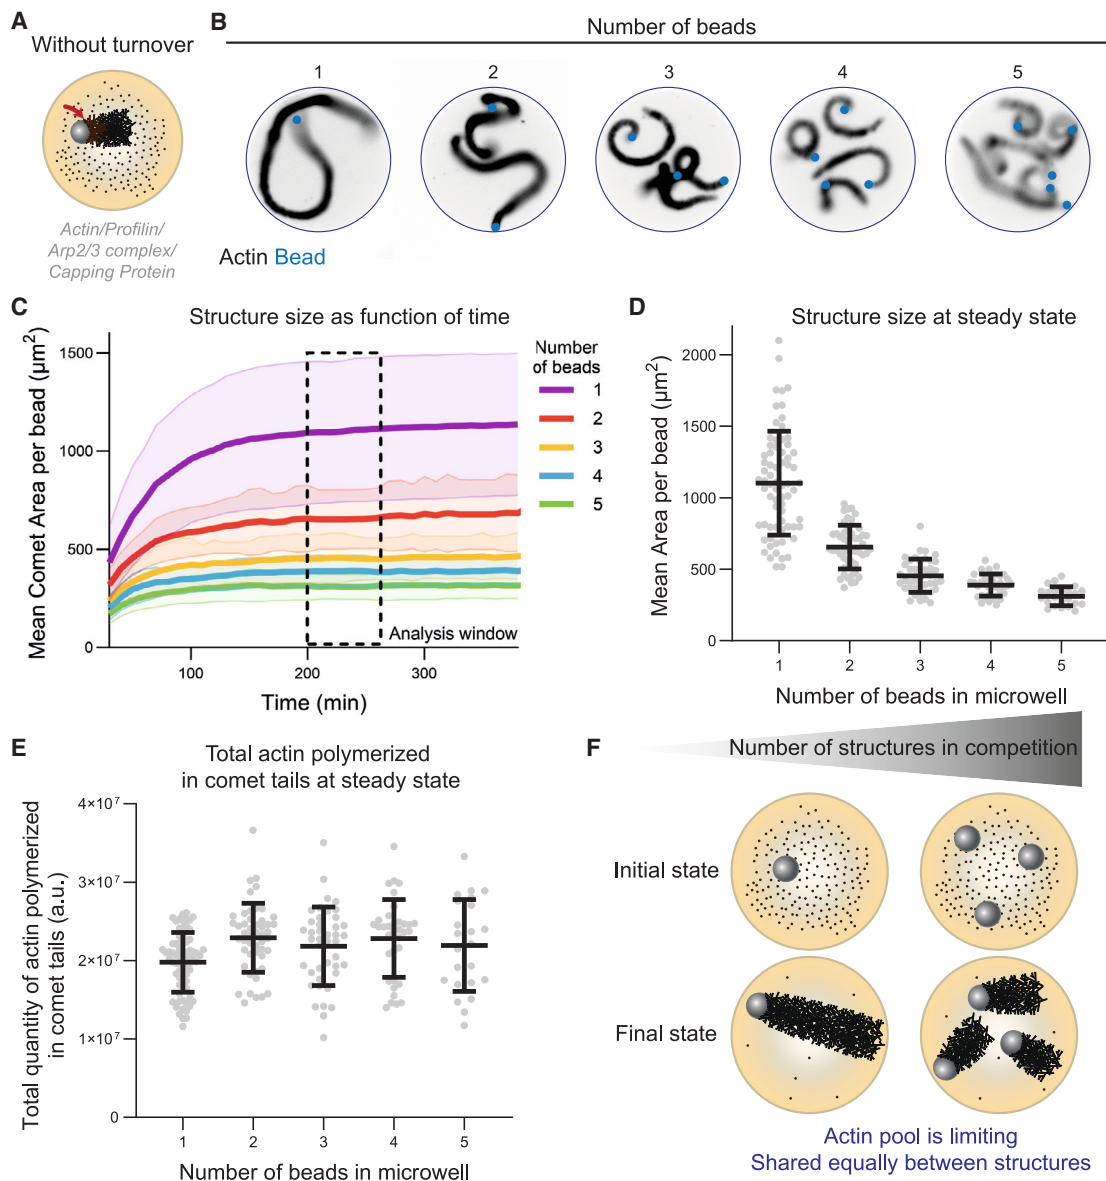 A
Without turnover
Actin/Profilin/
Arp2/3 complex/
Capping Protein
B
Number of beads
1 2 3 4 5
Actin Bead
C
Structure size as function of time
Mean Comet Area per bead (µm²)
1500
1000
500
0
100 200 300
Time (min)
Analysis window
Number
of beads
1
2
3
4
5
D
Structure size at steady state
Mean Area per bead (µm²)
2000
1500
1000
500
0
1 2 3 4 5
Number of beads in microwell
E
Total actin polymerized
in comet tails at steady state
Total quantity of actin polymerized
in comet tails (a.u.)
4×10⁷
3×10⁷
2×10⁷
1×10⁷
0
1 2 3 4 5
Number of beads in microwell
F
Number of structures in competition
Initial state
Final state
Actin pool is limiting
Shared equally between structures